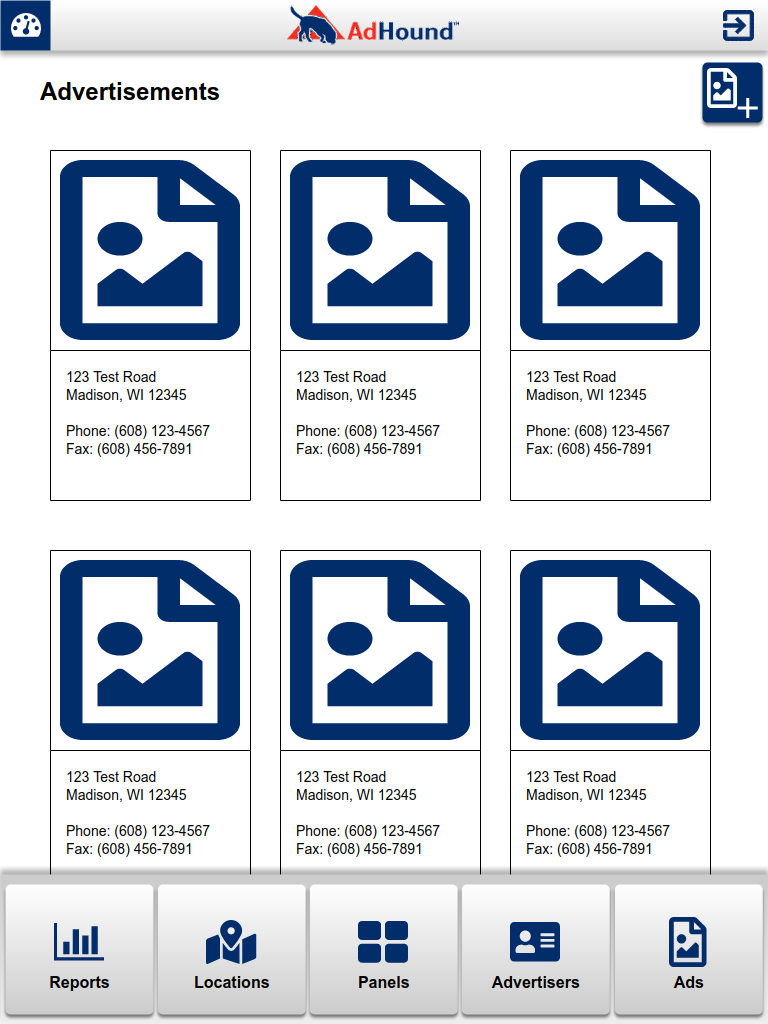 AdHound™
Advertisements
123 Test Road
Madison, WI 12345
Phone: (608) 123-4567
Fax: (608) 456-7891
123 Test Road
Madison, WI 12345
Phone: (608) 123-4567
Fax: (608) 456-7891
123 Test Road
Madison, WI 12345
Phone: (608) 123-4567
Fax: (608) 456-7891
123 Test Road
Madison, WI 12345
Phone: (608) 123-4567
Fax: (608) 456-7891
123 Test Road
Madison, WI 12345
Phone: (608) 123-4567
Fax: (608) 456-7891
123 Test Road
Madison, WI 12345
Phone: (608) 123-4567
Fax: (608) 456-7891
Reports
Locations
Panels
Advertisers
Ads